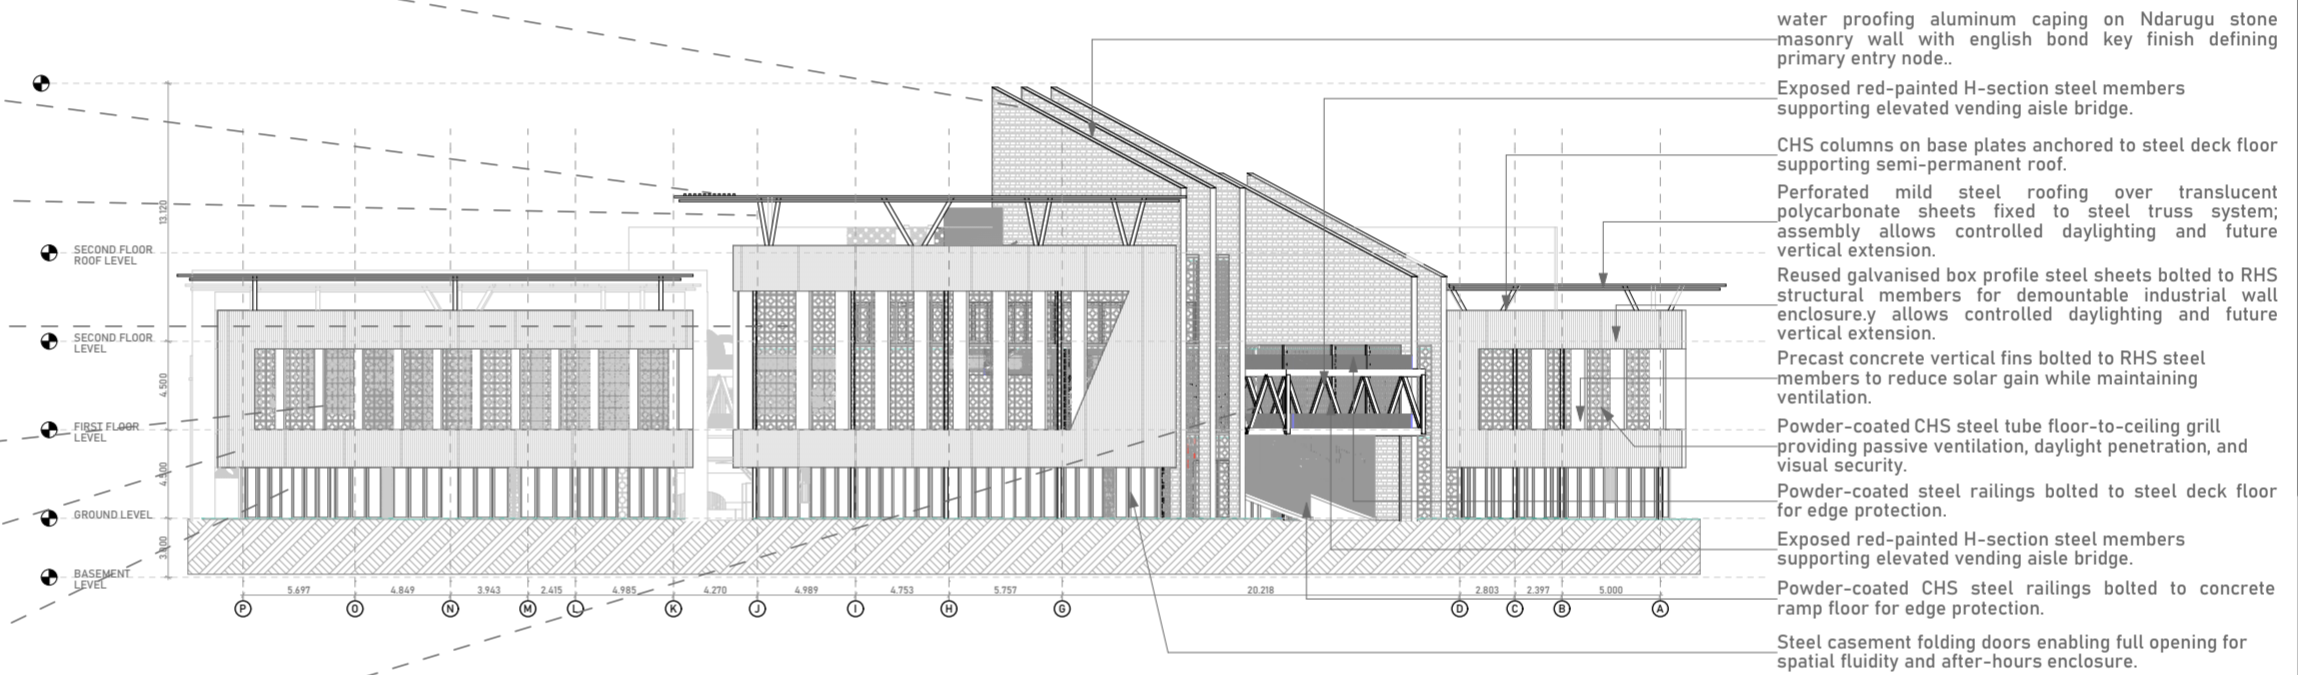 water proofing aluminum caping on Ndarugu stone
masonry wall with english bond key finish defining
primary entry node..
Exposed red-painted H-section steel members
supporting elevated vending aisle bridge.
CHS columns on base plates anchored to steel deck floor
supporting semi-permanent roof.
Perforated mild steel roofing over translucent
polycarbonate sheets fixed to steel truss system;
assembly allows controlled daylighting and future
vertical extension.
Reused galvanised box profile steel sheets bolted to RHS
structural members for demountable industrial wall
enclosure.y allows controlled daylighting and future
vertical extension.
Precast concrete vertical fins bolted to RHS steel
members to reduce solar gain while maintaining
ventilation.
Powder-coated CHS steel tube floor-to-ceiling grill
providing passive ventilation, daylight penetration, and
visual security.
Powder-coated steel railings bolted to steel deck floor
for edge protection.
Exposed red-painted H-section steel members
supporting elevated vending aisle bridge.
Powder-coated CHS steel railings bolted to concrete
ramp floor for edge protection.
Steel casement folding doors enabling full opening for
spatial fluidity and after-hours enclosure.
SECOND FLOOR
ROOF LEVEL
SECOND FLOOR
LEVEL
FIRST FLOOR
LEVEL
GROUND LEVEL
BASEMENT
LEVEL
13.120
4.500
4.500
5.697 4.849 3.943 2.415 4.985 4.270 4.989 4.753 5.757 20.218 2.803 2.397 5.000
P O N M L K J I H G D C B A